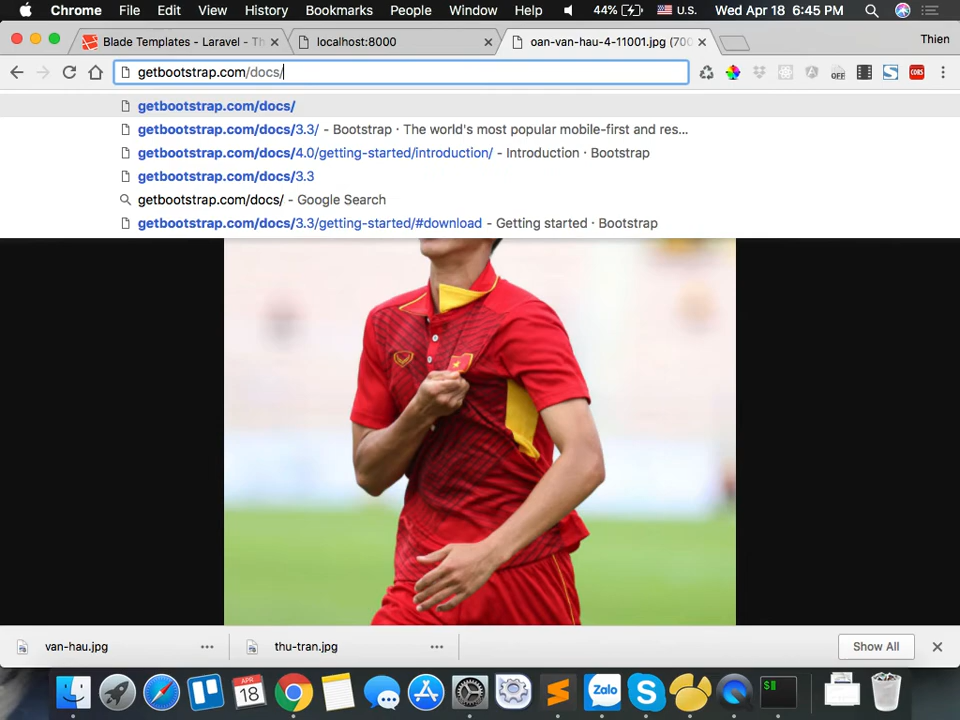 Chrome File Edit View History Bookmarks People Window Help 44% U.S. Wed Apr 18 6:45 PM
Blade Templates - Laravel - Th
localhost:8000
oan-van-hau-4-11001.jpg (700
Thien
getbootstrap.com/docs/
OFF
CORS
getbootstrap.com/docs/
getbootstrap.com/docs/3.3/ - Bootstrap · The world's most popular mobile-first and res...
getbootstrap.com/docs/4.0/getting-started/introduction/ - Introduction · Bootstrap
getbootstrap.com/docs/3.3
getbootstrap.com/docs/ - Google Search
getbootstrap.com/docs/3.3/getting-started/#download - Getting started · Bootstrap
van-hau.jpg
thu-tran.jpg
Show All
APR
18
Zalo
$